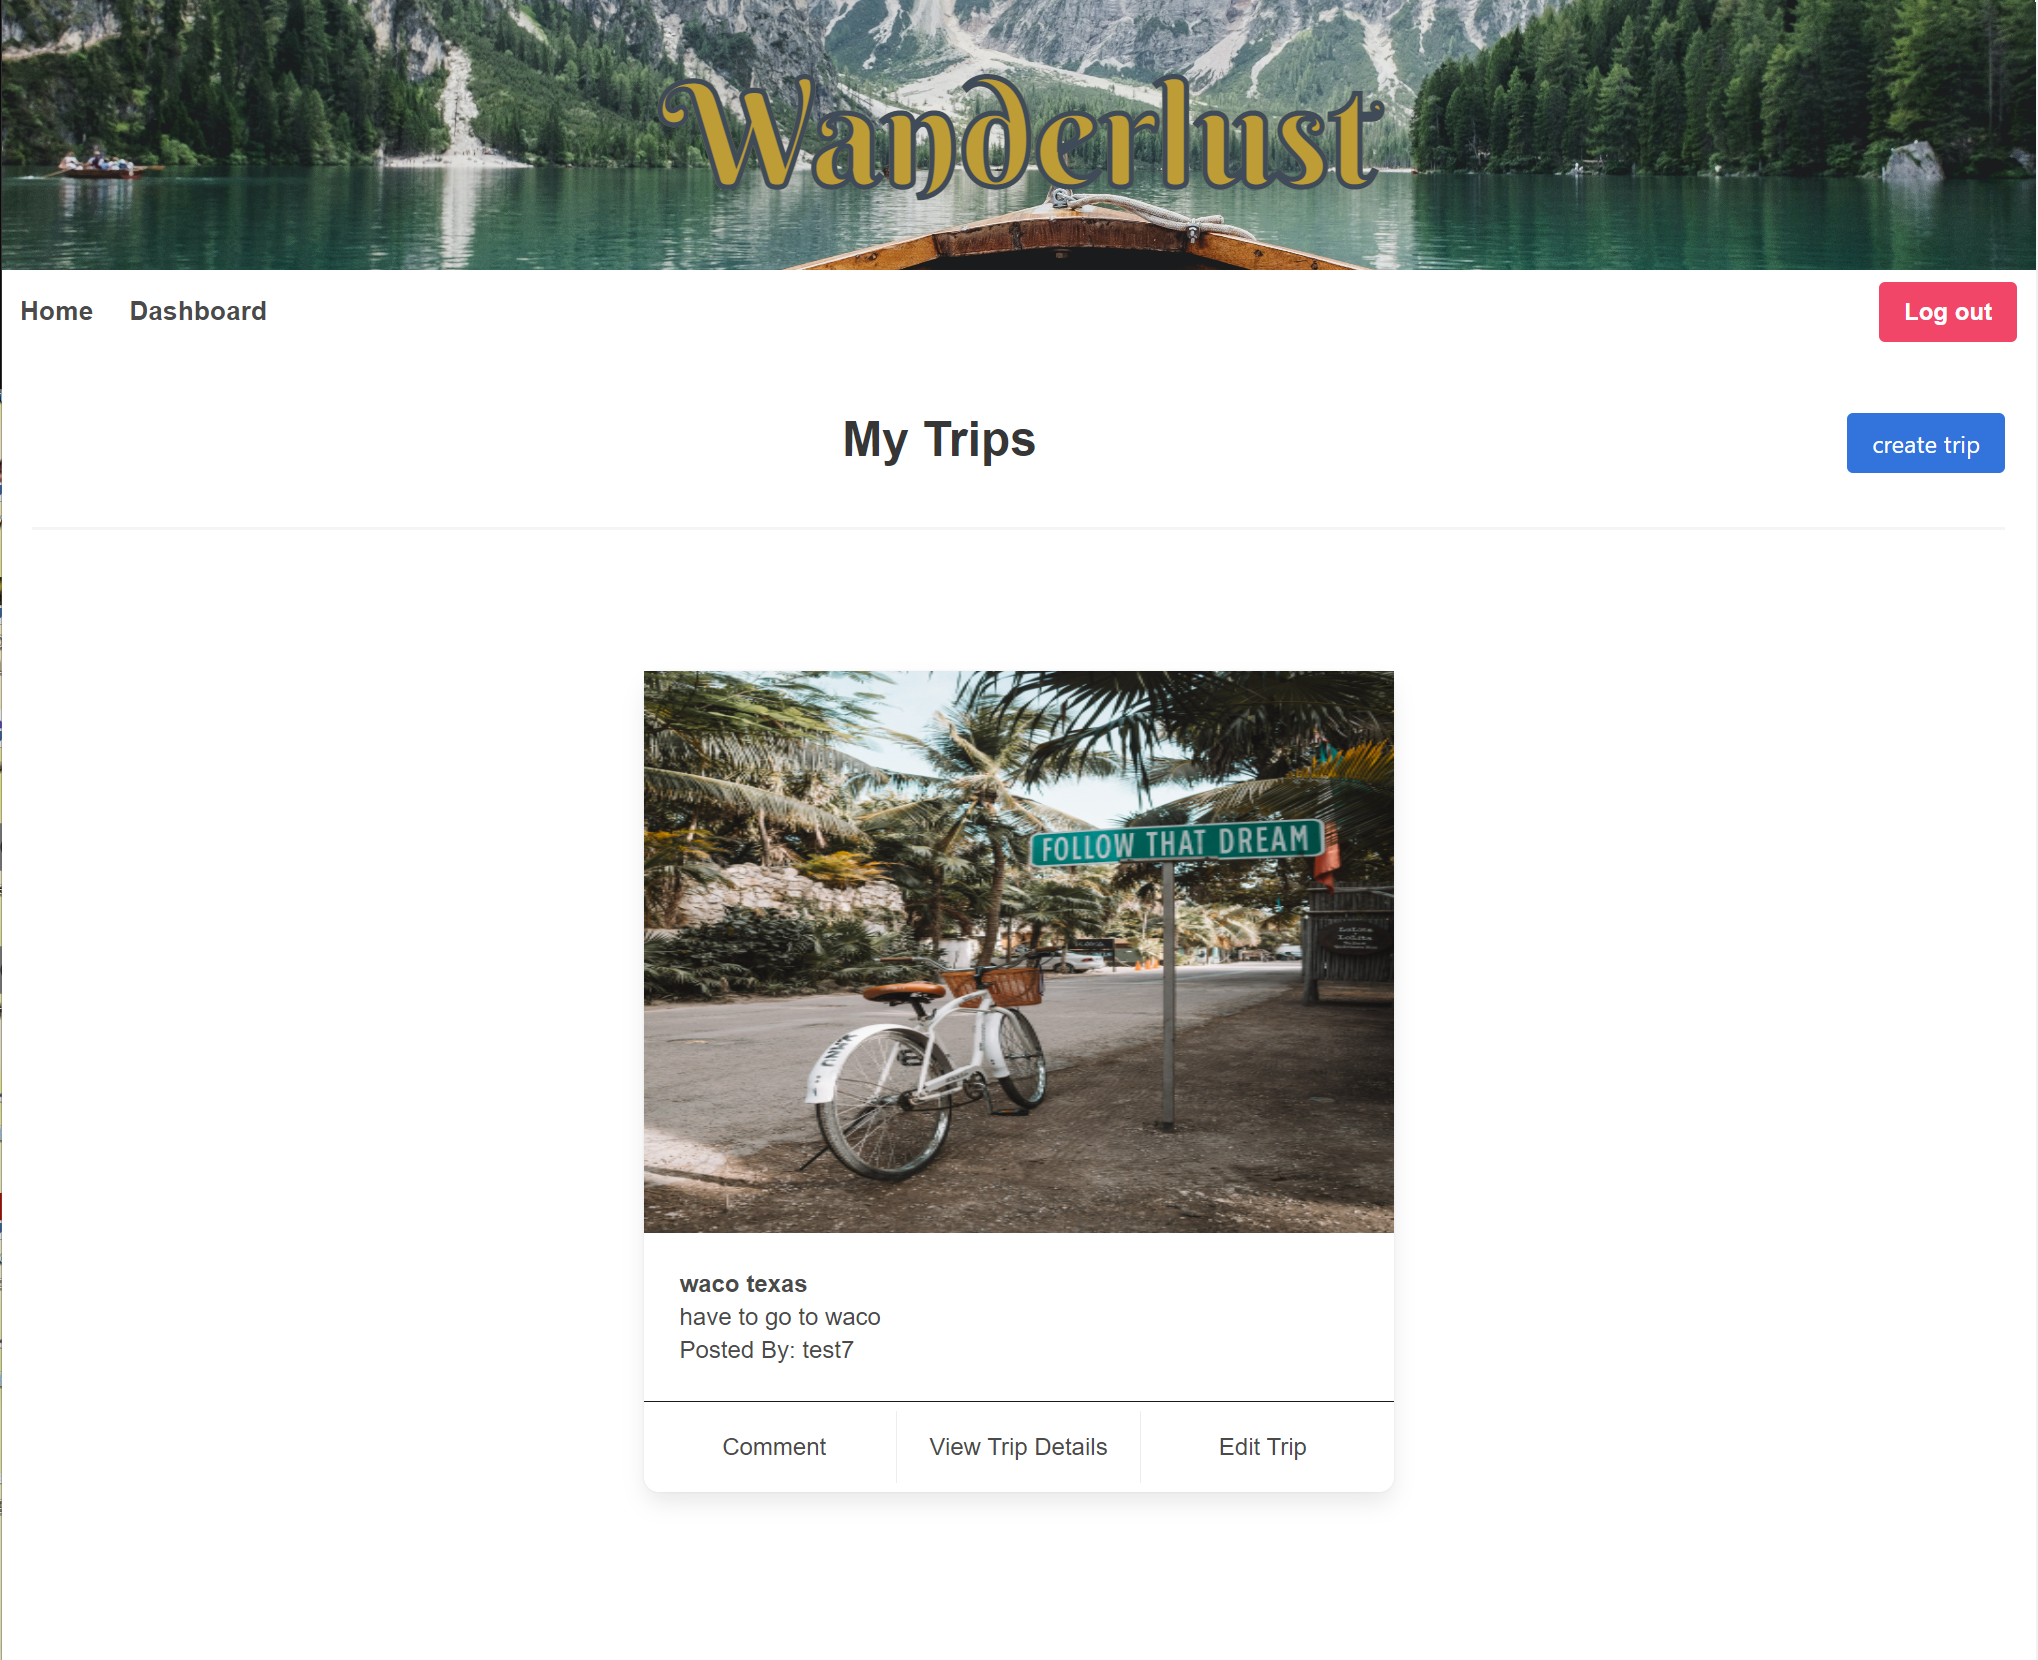 Wanderlust
Home Dashboard Log out
My Trips create trip
FOLLOW THAT DREAM
waco texas
have to go to waco
Posted By: test7
Comment View Trip Details Edit Trip